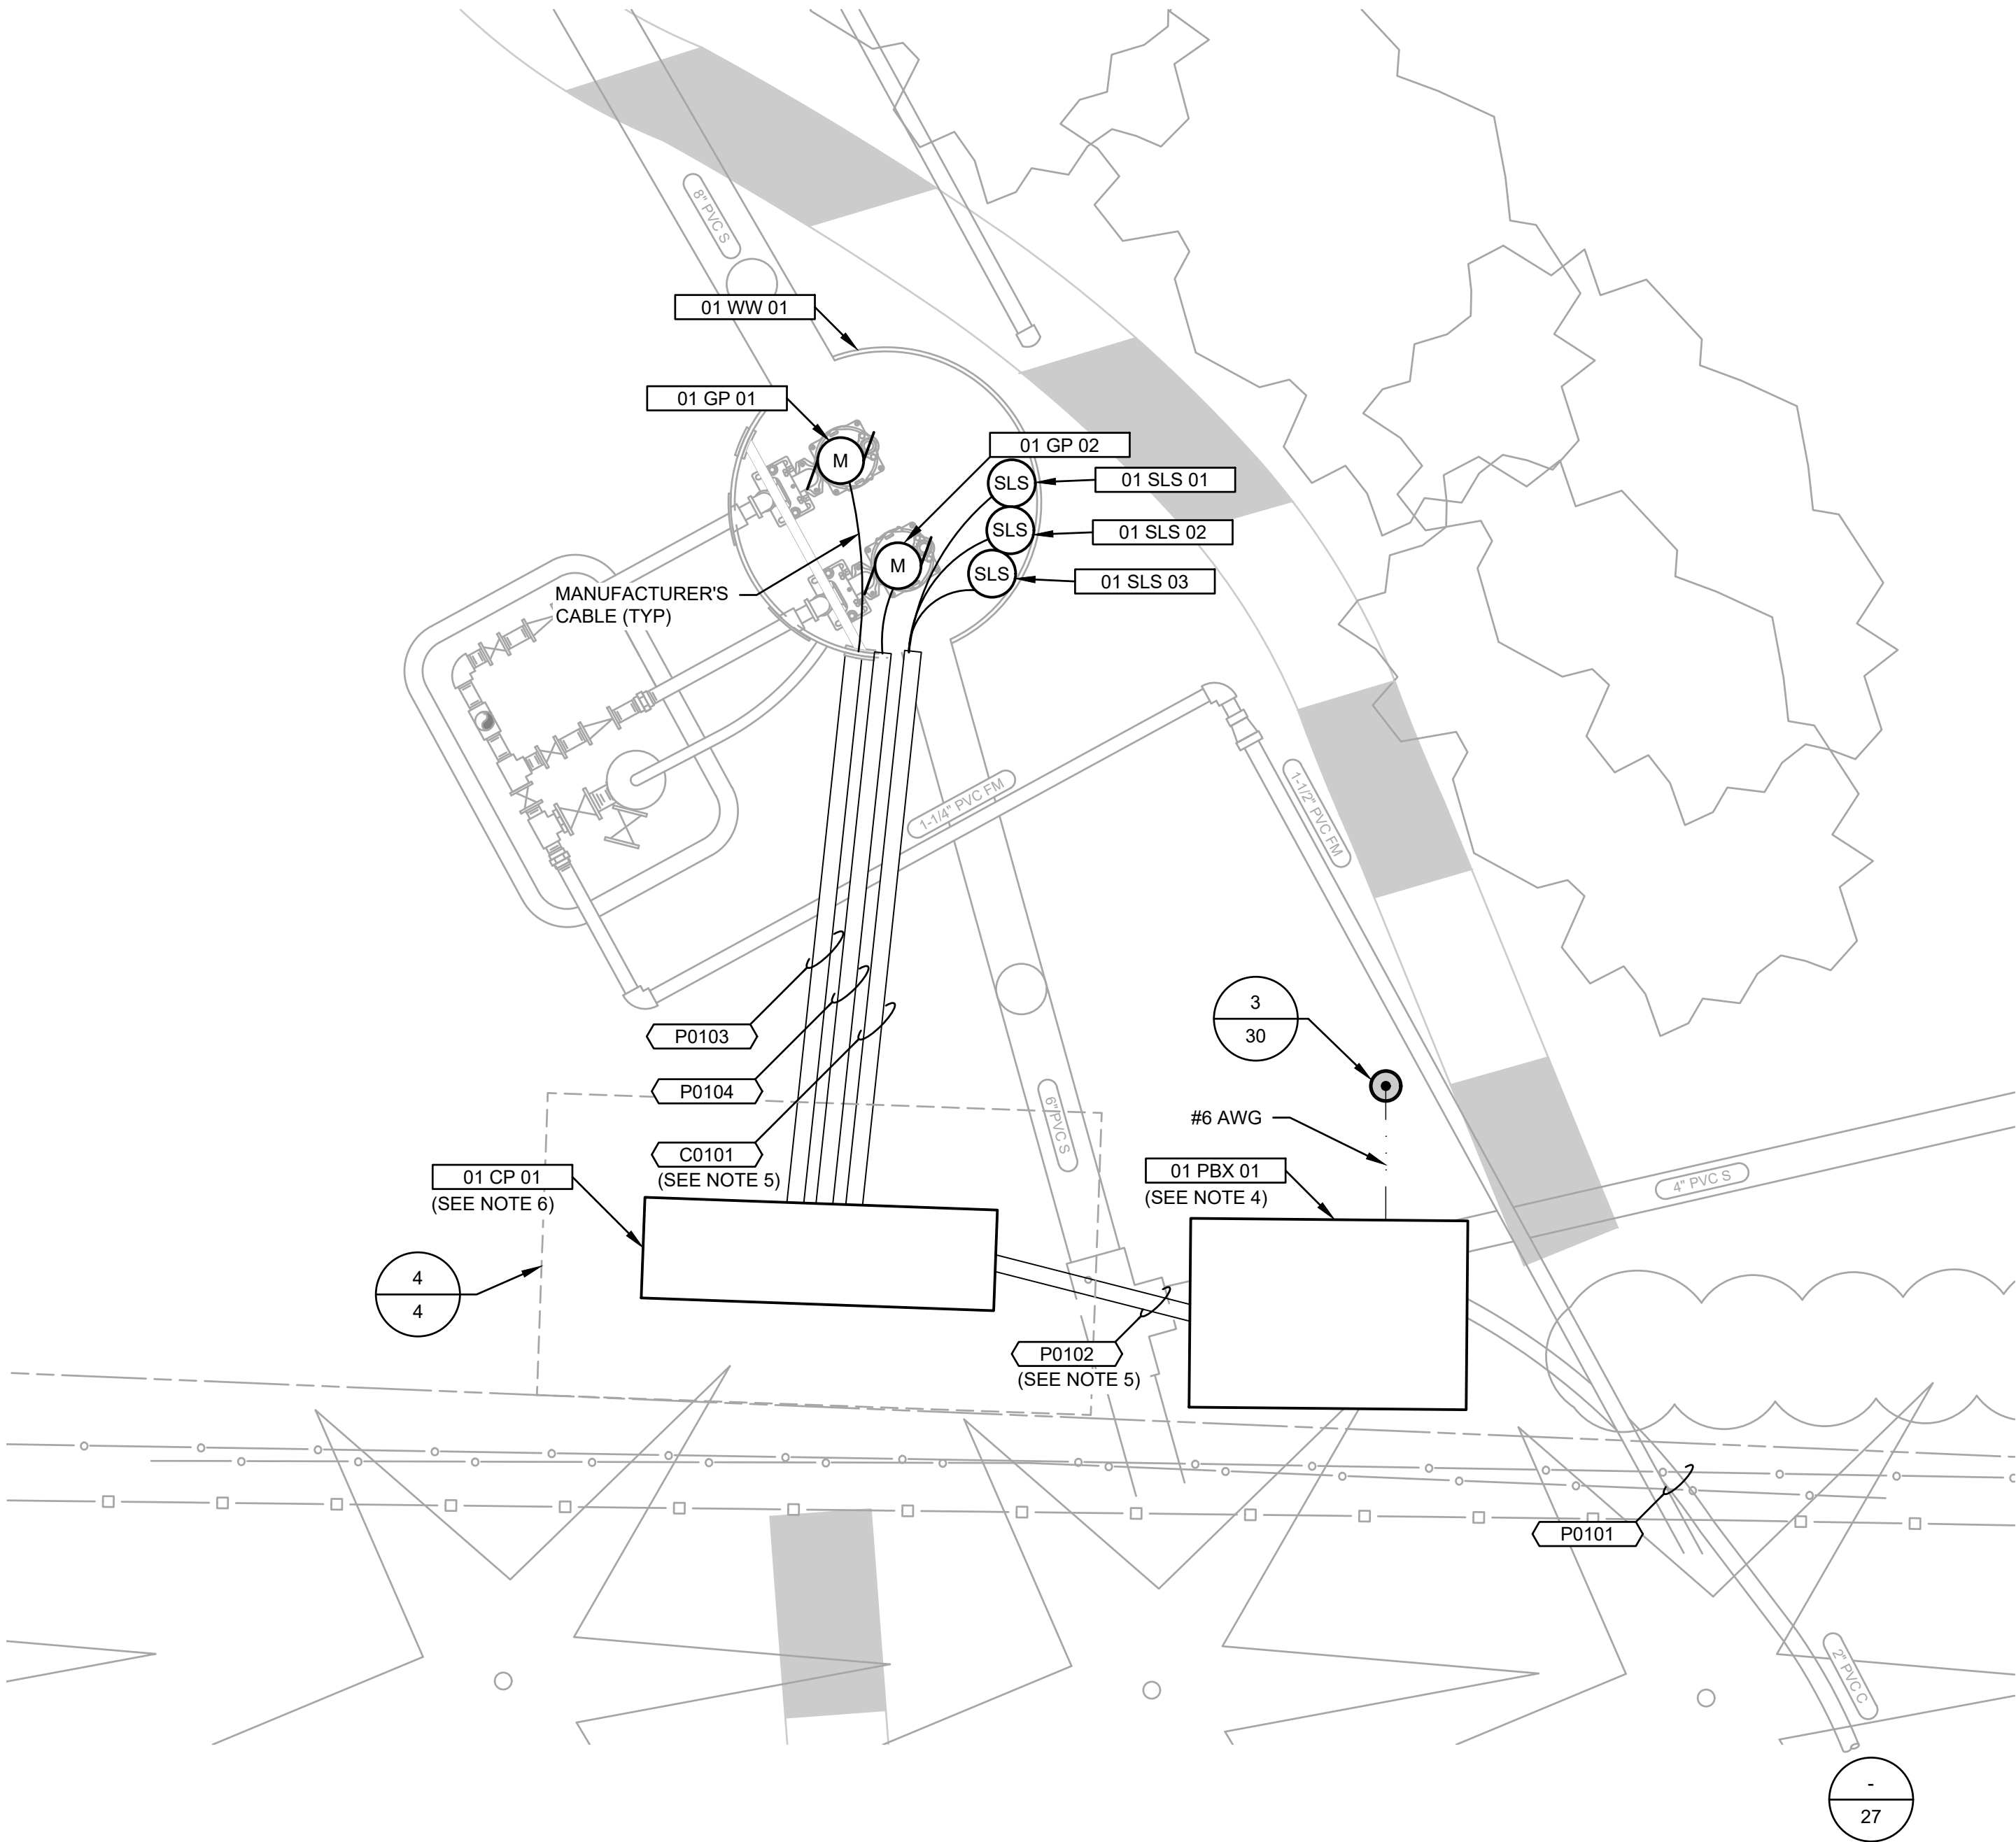 8" PVC S
01 WW 01
01 GP 01
M
01 GP 02
SLS
01 SLS 01
SLS
01 SLS 02
M
SLS
01 SLS 03
MANUFACTURER'S
CABLE (TYP)
1-1/4" PVC FM
1-1/2" PVC FM
P0103
3
30
P0104
#6 AWG
6" PVC S
C0101
(SEE NOTE 5)
01 CP 01
(SEE NOTE 6)
01 PBX 01
(SEE NOTE 4)
4" PVC S
4
4
P0102
(SEE NOTE 5)
P0101
2" PVC C
-
27